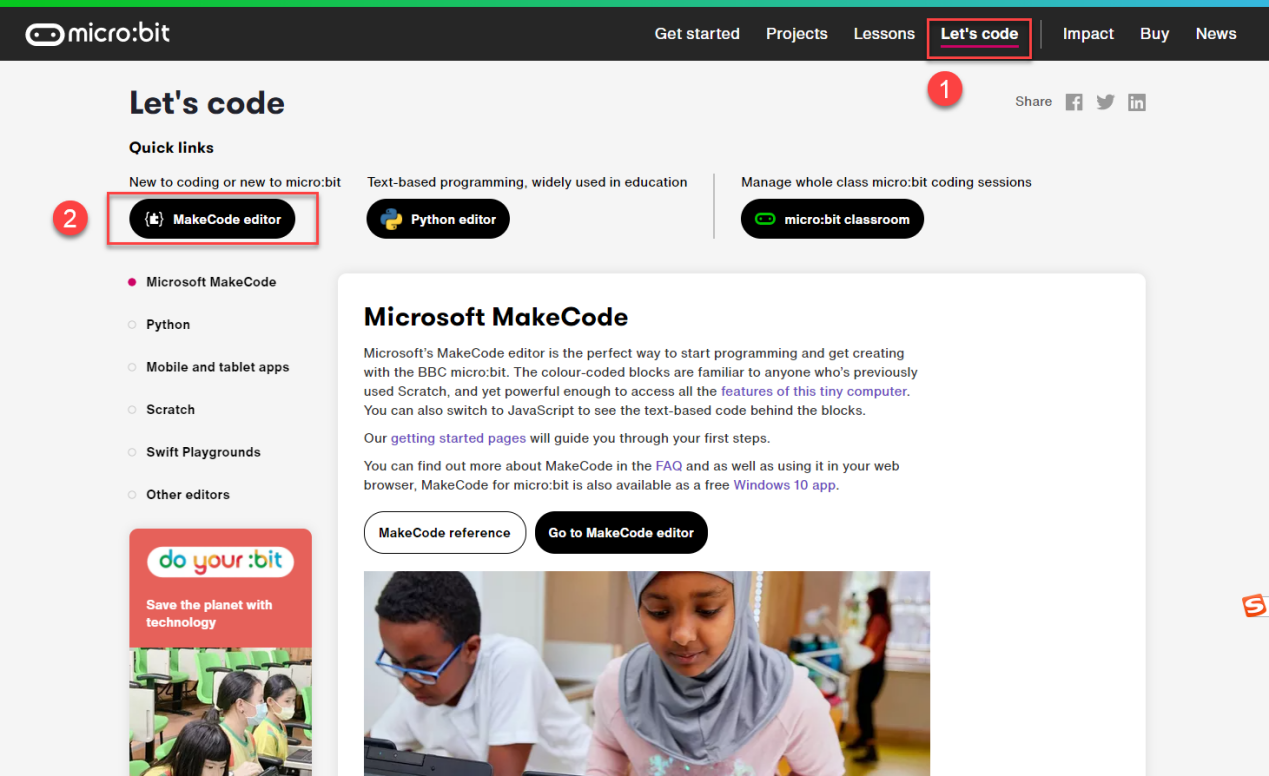 micro:bit
Get started
Projects
Lessons
Let's code
Impact
Buy
News
1
Let's code
Share
Quick links
New to coding or new to micro:bit
Text-based programming, widely used in education
Manage whole class micro:bit coding sessions
2
MakeCode editor
Python editor
micro:bit classroom
Microsoft MakeCode
Python
Mobile and tablet apps
Scratch
Swift Playgrounds
Other editors
do your :bit
Save the planet with
technology
Microsoft MakeCode
Microsoft's MakeCode editor is the perfect way to start programming and get creating
with the BBC micro:bit. The colour-coded blocks are familiar to anyone who's previously
used Scratch, and yet powerful enough to access all the features of this tiny computer.
You can also switch to JavaScript to see the text-based code behind the blocks.
Our getting started pages will guide you through your first steps.
You can find out more about MakeCode in the FAQ and as well as using it in your web
browser, MakeCode for micro:bit is also available as a free Windows 10 app.
MakeCode reference
Go to MakeCode editor